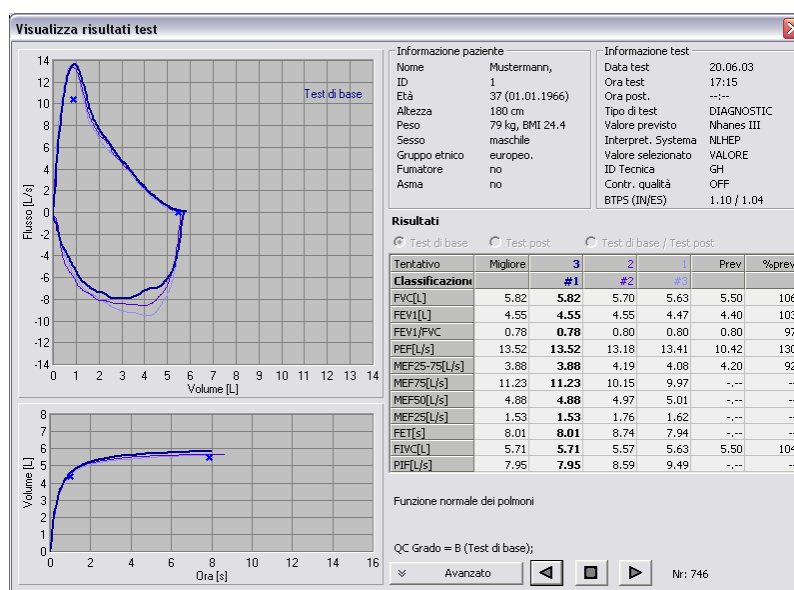 Visualizza risultati test
14
12
10
8
6
4
2
0
-2
-4
-6
-8
-10
-12
-14
Flusso [L/s]
Test di base
0 1 2 3 4 5 6 7 8 9 10 11 12 13 14
Volume [L]
8
7
6
5
4
3
2
1
0
Volume [L]
0 2 4 6 8 10 12 14 16
Ora [s]
Informazione paziente
Nome Mustermann,
ID 1
Età 37 (01.01.1966)
Altezza 180 cm
Peso 79 kg, BMI 24.4
Sesso maschile
Gruppo etnico europeo.
Fumatore no
Asma no
Informazione test
Data test 20.06.03
Ora test 17:15
Ora post. --:--
Tipo di test DIAGNOSTIC
Valore previsto Nhanes III
Interpret. Systema NLHEP
Valore selezionato VALORE
ID Tecnica GH
Contr. qualità OFF
BTPS (IN/ES) 1.10 / 1.04
Risultati
Test di base Test post Test di base / Test post
Tentativo Migliore 3 2 1 Prev %prev
Classificazione #1 #2 #3
FVC[L] 5.82 5.82 5.70 5.63 5.50 106
FEV1[L] 4.55 4.55 4.55 4.47 4.40 103
FEV1/FVC 0.78 0.78 0.80 0.80 0.80 97
PEF[L/s] 13.52 13.52 13.18 13.41 10.42 130
MEF25-75[L/s] 3.88 3.88 4.19 4.08 4.20 92
MEF75[L/s] 11.23 11.23 10.15 9.97 -.-- --
MEF50[L/s] 4.88 4.88 4.97 5.01 -.-- --
MEF25[L/s] 1.53 1.53 1.76 1.62 -.-- --
FET[s] 8.01 8.01 8.74 7.94 -.-- --
FIVC[L] 5.71 5.71 5.57 5.63 5.50 104
PIF[L/s] 7.95 7.95 8.59 9.49 -.-- --
Funzione normale dei polmoni
QC Grado = B (Test di base);
Avanzato
Nr: 746